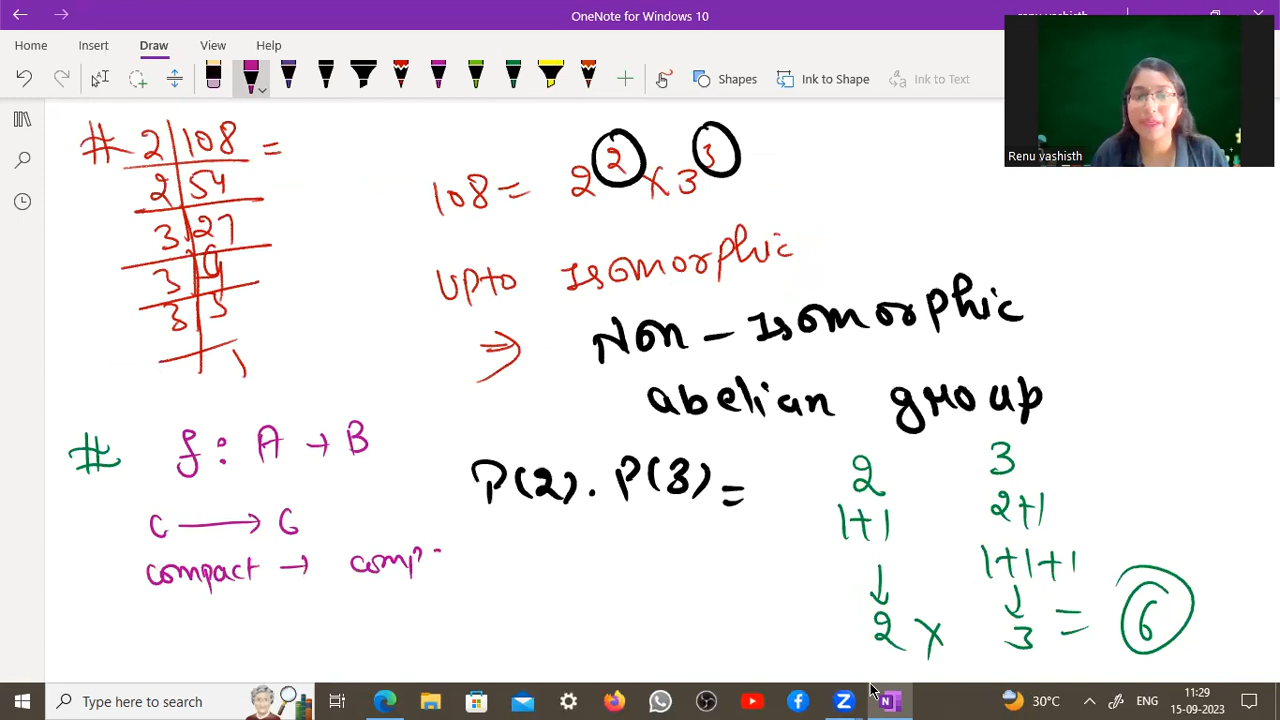 OneNote for Windows 10
renu vashisth
Home Insert Draw View Help
Shapes Ink to Shape Ink to Text
Renu vashisth
# 2 | 108 =
2 | 54
3 | 27
3 | 9
3 | 3
1
108 = 2^2 x 3^3
upto Isomorphic
⇒ Non - Isomorphic
abelian group
P(2) . P(3) =
2 3
1+1 2+1
1+1+1
↓ ↓
2 x 3 = 6
# f : A → B
C → C
compact → comp
Type here to search
30°C ENG 11:29
15-09-2023